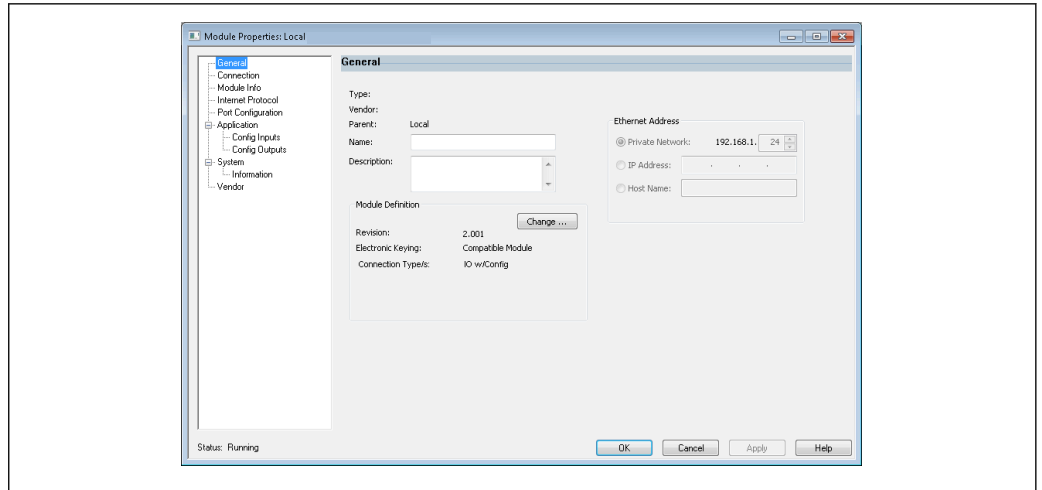 Module Properties: Local
General
Connection
Module Info
Internet Protocol
Port Configuration
Application
Config Inputs
Config Outputs
System
Information
Vendor
General
Type:
Vendor:
Parent: Local
Name:
Description:
Module Definition
Change ...
Revision: 2.001
Electronic Keying: Compatible Module
Connection Type/s: IO w/Config
Ethernet Address
Private Network: 192.168.1. 24
IP Address: . . .
Host Name:
Status: Running
OK Cancel Apply Help